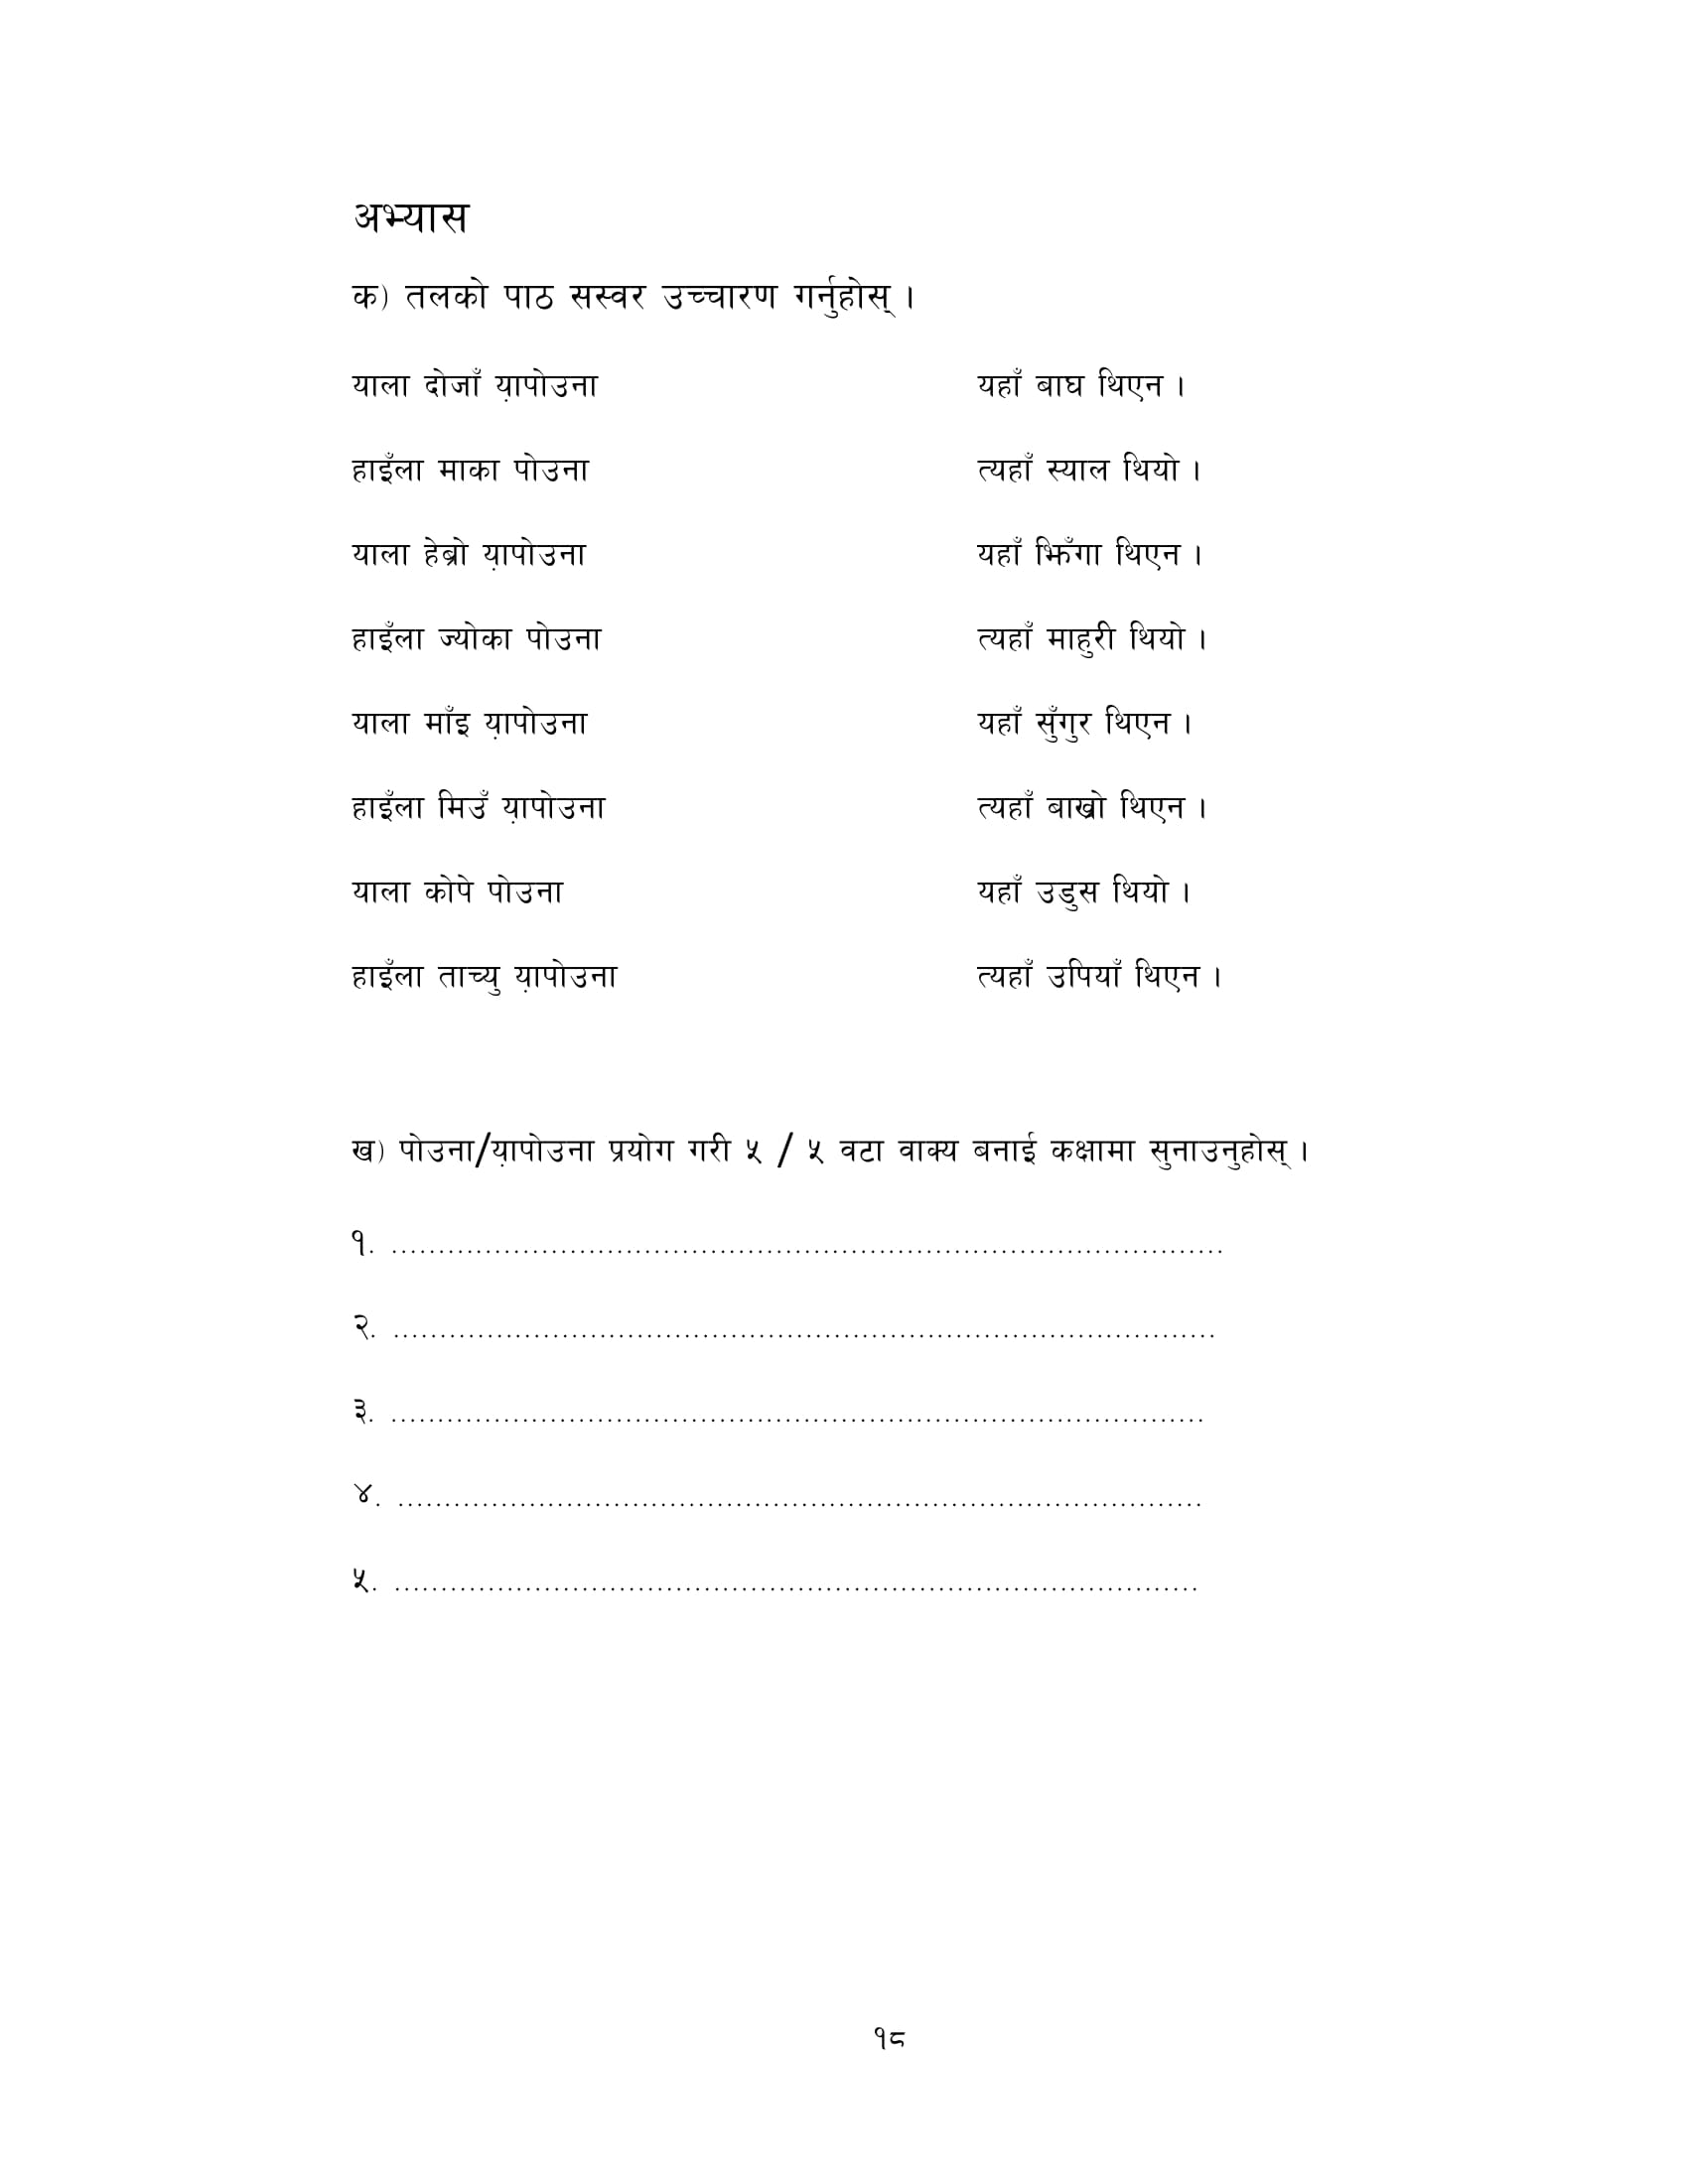 अभ्यास
क) तलको पाठ सस्वर उच्चारण गर्नुहोस् ।
याला दोजाँ य़ापोउना यहाँ बाघ थिएन ।
हाइँला माका पोउना त्यहाँ स्याल थियो ।
याला हेब्रो य़ापोउना यहाँ झिँगा थिएन ।
हाइँला ज्योका पोउना त्यहाँ माहुरी थियो ।
याला माँइ य़ापोउना यहाँ सुँगुर थिएन ।
हाइँला मिउँ य़ापोउना त्यहाँ बाख्रो थिएन ।
याला कोपे पोउना यहाँ उडुस थियो ।
हाइँला ताच्यु य़ापोउना त्यहाँ उपियाँ थिएन ।
ख) पोउना/य़ापोउना प्रयोग गरी ५ / ५ वटा वाक्य बनाई कक्षामा सुनाउनुहोस् ।
१. .........................................................................................
२. ........................................................................................
३. .......................................................................................
४. ......................................................................................
५. ......................................................................................
१८